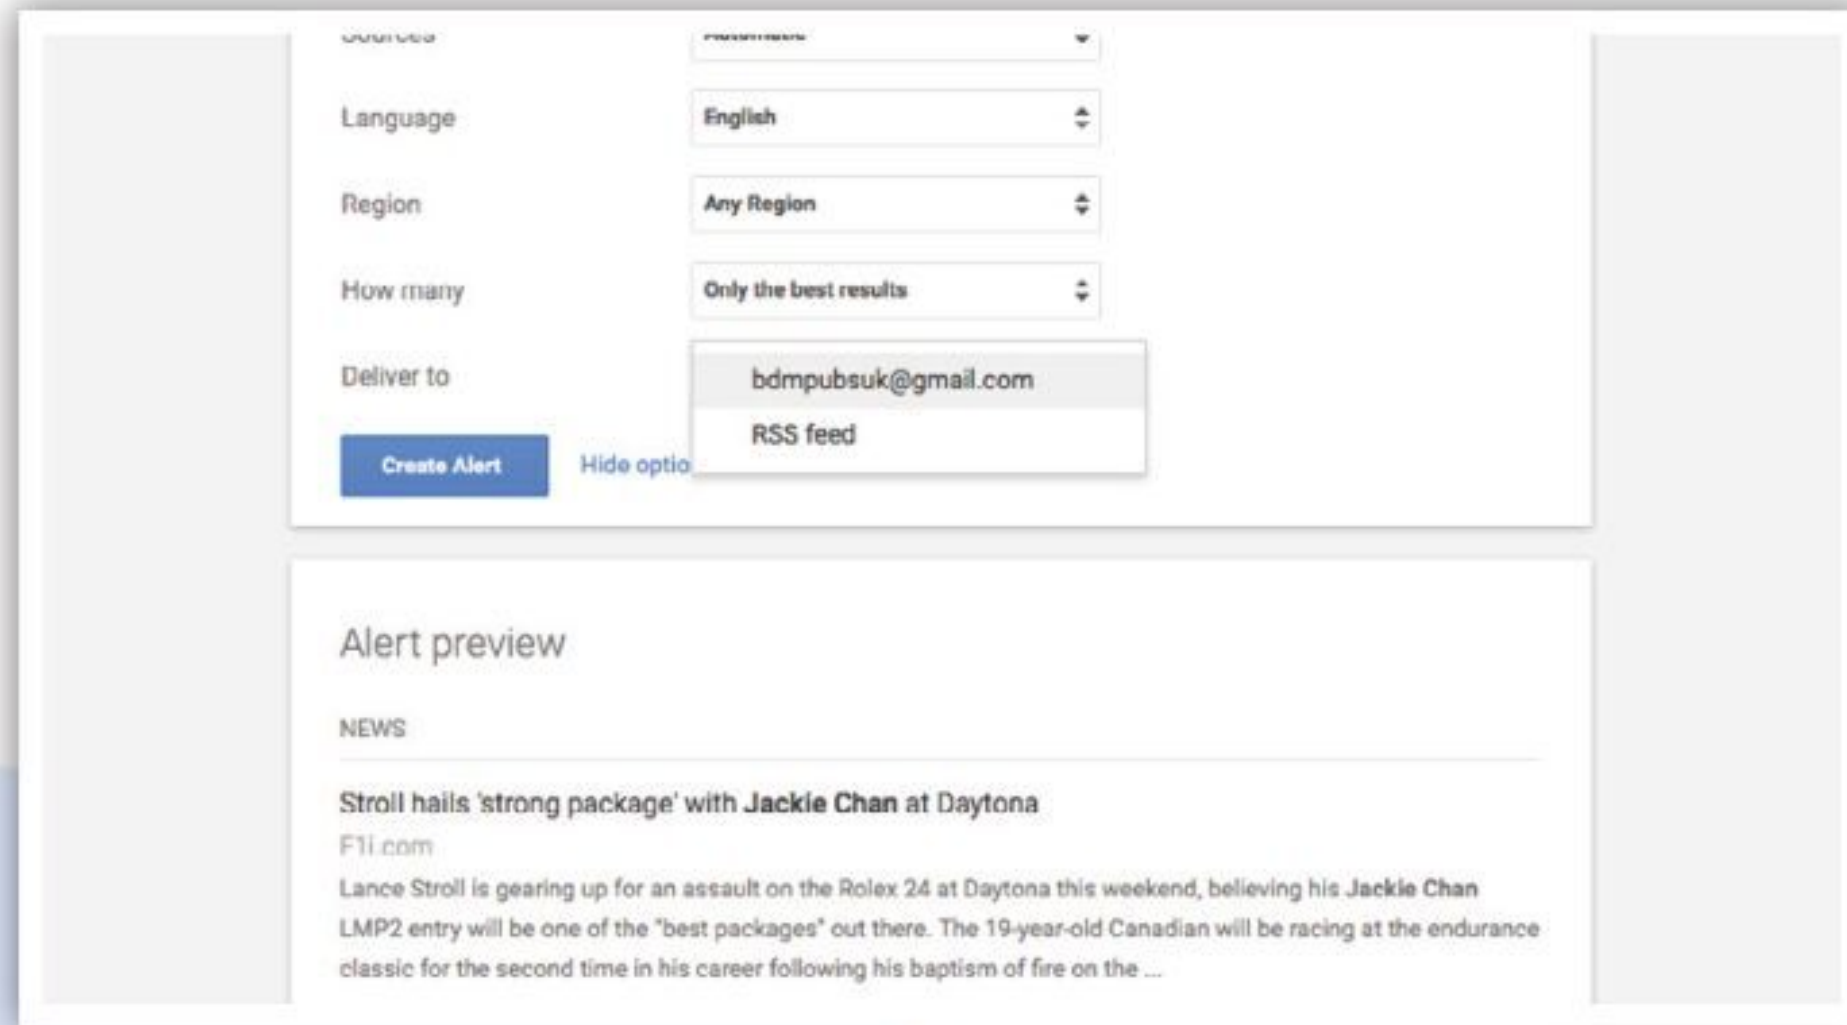 Sources Automatic
Language English
Region Any Region
How many Only the best results
Deliver to bdmpubsuk@gmail.com
RSS feed
Create Alert Hide optio
Alert preview
NEWS
Stroll hails 'strong package' with Jackie Chan at Daytona
F1i.com
Lance Stroll is gearing up for an assault on the Rolex 24 at Daytona this weekend, believing his Jackie Chan
LMP2 entry will be one of the "best packages" out there. The 19-year-old Canadian will be racing at the endurance
classic for the second time in his career following his baptism of fire on the ...